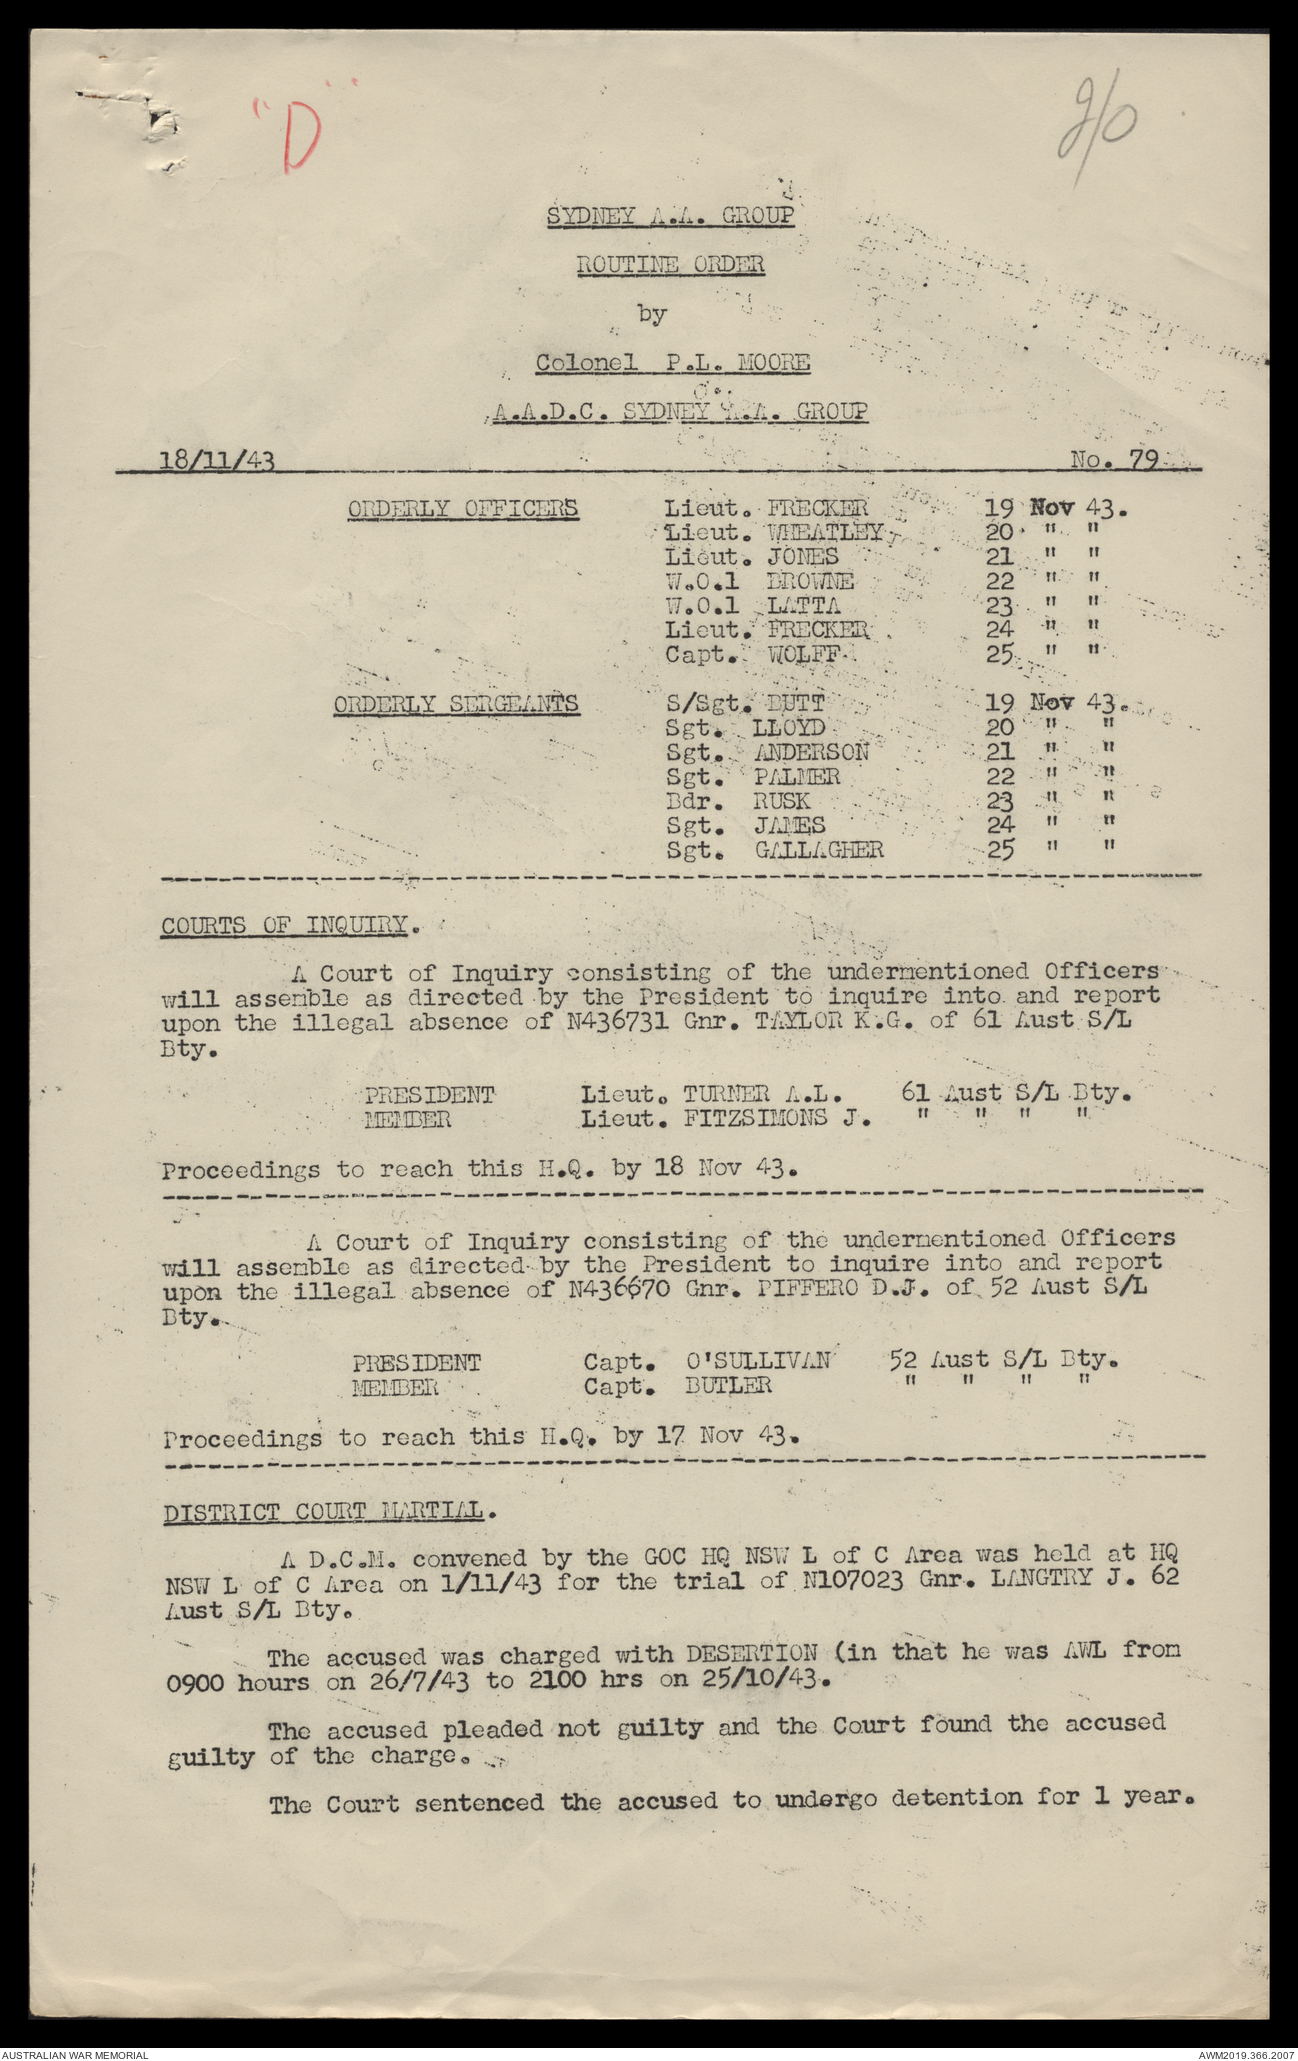 "D"
SYDNEY A.A. GROUP
ROUTINE ORDER
by
Colonel P.L. MOORE
A.A.D.C. SYDNEY A.A. GROUP
18/11/43 No. 79
ORDERLY OFFICERS Lieut. FRECKER 19 Nov 43.
Lieut. WHEATLEY 20 " "
Lieut. JONES 21 " "
W.O.1 BROWNE 22 " "
W.O.1 LATTA 23 " "
Lieut. FRECKER 24 " "
Capt. WOLFF 25 " "
ORDERLY SERGEANTS S/Sgt. BUTT 19 Nov 43.
Sgt. LLOYD 20 " "
Sgt. ANDERSON 21 " "
Sgt. PALMER 22 " "
Bdr. RUSK 23 " "
Sgt. JAMES 24 " "
Sgt. GALLAGHER 25 " "
COURTS OF INQUIRY.
A Court of Inquiry consisting of the undermentioned Officers
will assemble as directed by the President to inquire into and report
upon the illegal absence of N436731 Gnr. TAYLOR K.G. of 61 Aust S/L
Bty.
PRESIDENT Lieut. TURNER A.L. 61 Aust S/L Bty.
MEMBER Lieut. FITZSIMONS J. " " " "
Proceedings to reach this H.Q. by 18 Nov 43.
A Court of Inquiry consisting of the undermentioned Officers
will assemble as directed by the President to inquire into and report
upon the illegal absence of N436670 Gnr. PIFFERO D.J. of 52 Aust S/L
Bty.
PRESIDENT Capt. O'SULLIVAN 52 Aust S/L Bty.
MEMBER Capt. BUTLER " " " "
Proceedings to reach this H.Q. by 17 Nov 43.
DISTRICT COURT MARTIAL.
A D.C.M. convened by the GOC HQ NSW L of C Area was held at HQ
NSW L of C Area on 1/11/43 for the trial of N107023 Gnr. LANGTRY J. 62
Aust S/L Bty.
The accused was charged with DESERTION (in that he was AWL from
0900 hours on 26/7/43 to 2100 hrs on 25/10/43.
The accused pleaded not guilty and the Court found the accused
guilty of the charge.
The Court sentenced the accused to undergo detention for 1 year.
AUSTRALIAN WAR MEMORIAL AWM2019.366.2007